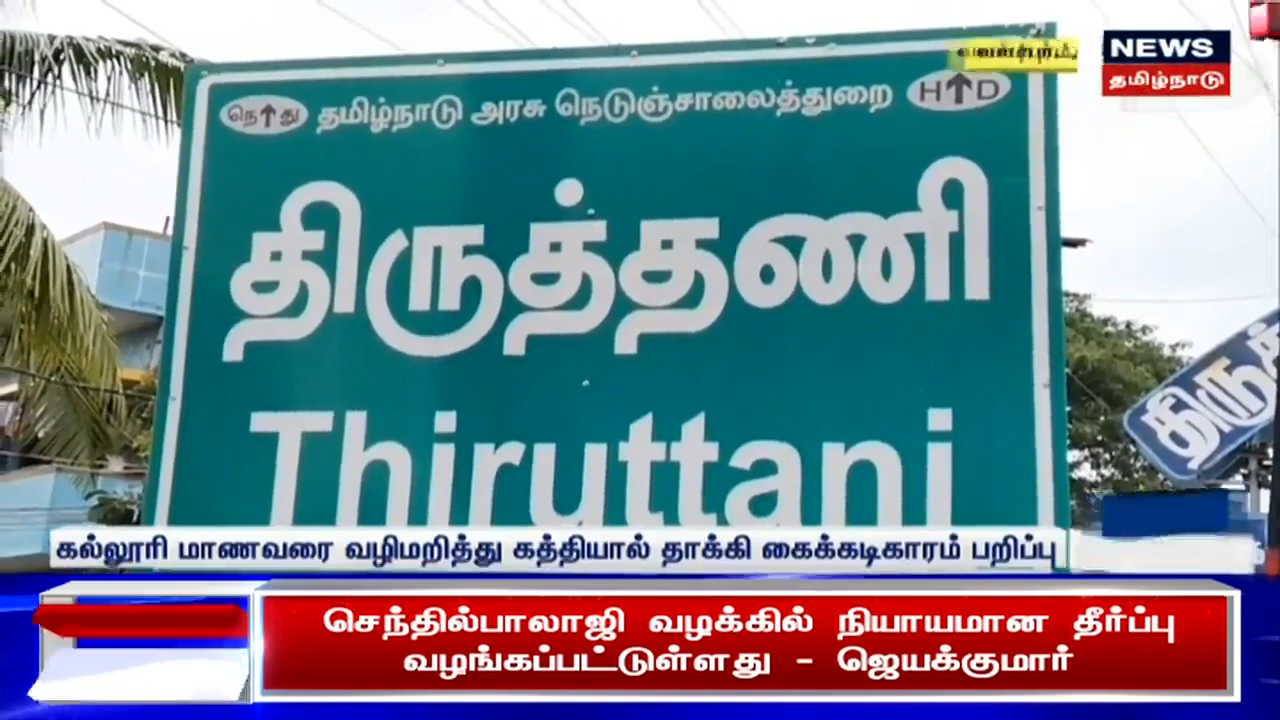 NEWS
தமிழ்நாடு
நெ↑து தமிழ்நாடு அரசு நெடுஞ்சாலைத்துறை H↑D
திருத்தணி
Thiruttani
கல்லூரி மாணவரை வழிமறித்து கத்தியால் தாக்கி கைக்கடிகாரம் பறிப்பு
செந்தில்பாலாஜி வழக்கில் நியாயமான தீர்ப்பு
வழங்கப்பட்டுள்ளது - ஜெயக்குமார்